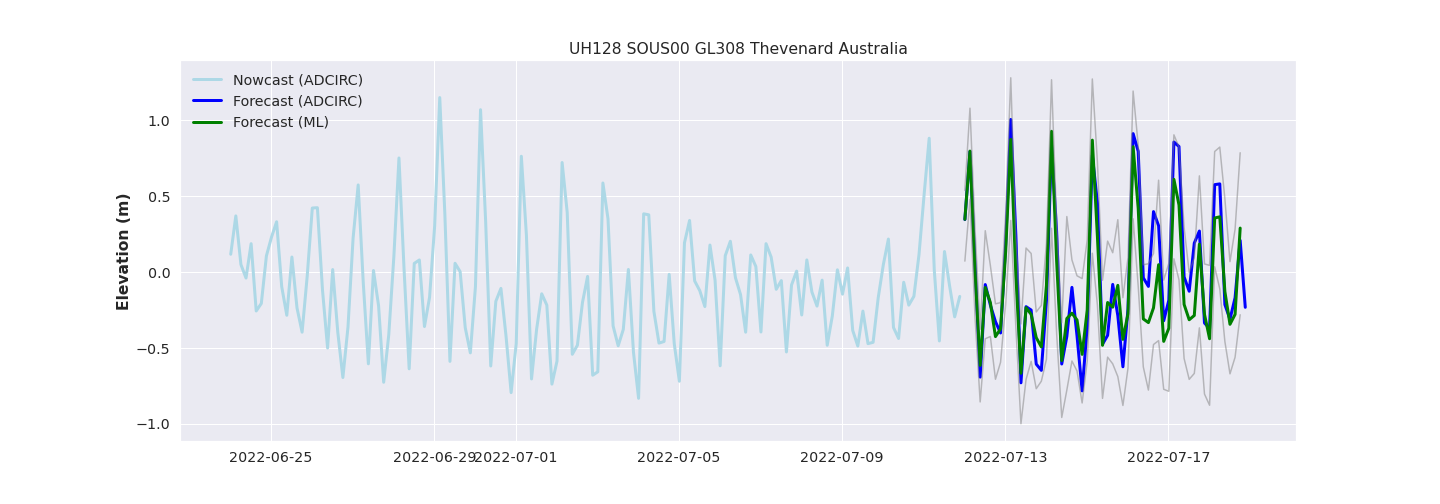 UH128 SOUS00 GL308 Thevenard Australia
Nowcast (ADCIRC)
Forecast (ADCIRC)
Forecast (ML)
Elevation (m)
1.0
0.5
0.0
−0.5
−1.0
2022-06-25
2022-06-29
2022-07-01
2022-07-05
2022-07-09
2022-07-13
2022-07-17